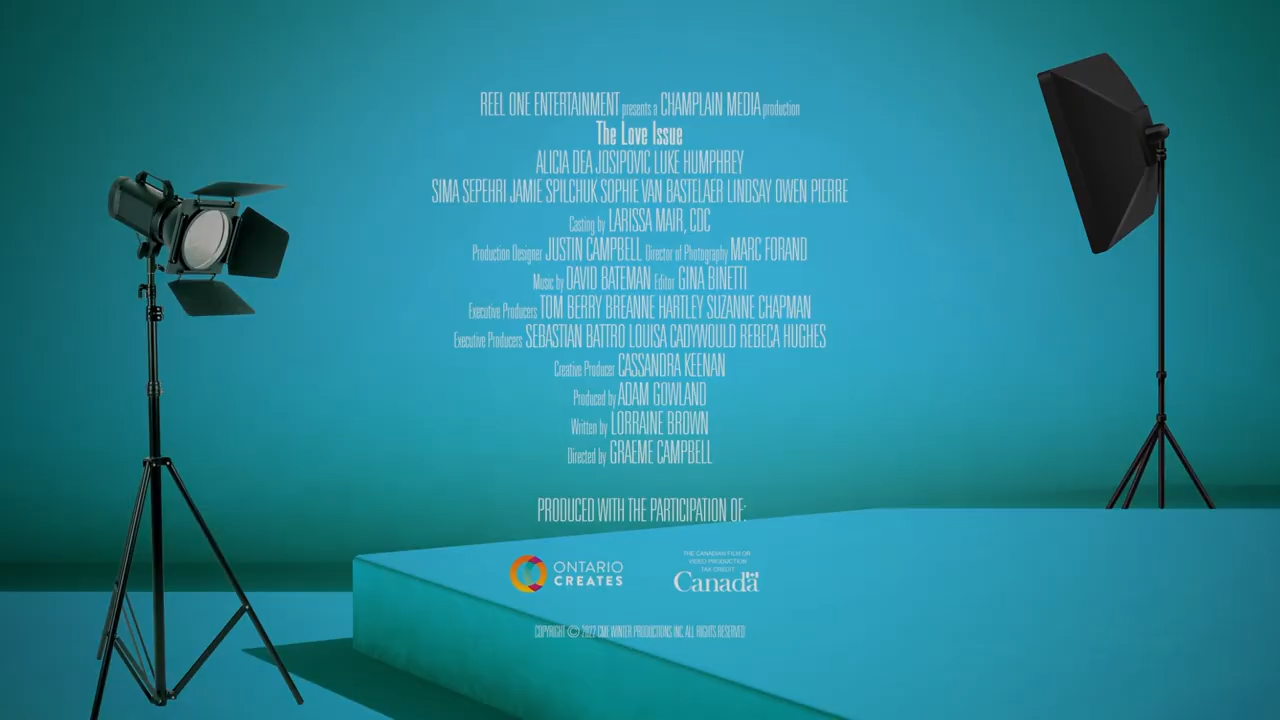 REEL ONE ENTERTAINMENT presents a CHAMPLAIN MEDIA production
The Love Issue
ALICIA DEA JOSIPOVIC LUKE HUMPHREY
SIMA SEPEHRI JAMIE SPILCHUK SOPHIE VAN BASTELAER LINDSAY OWEN PIERRE
Casting by LARISSA MAIR, CDC
Production Designer JUSTIN CAMPBELL Director of Photography MARC FORAND
Music by DAVID BATEMAN Editor GINA BINETTI
Executive Producers TOM BERRY BREANNE HARTLEY SUZANNE CHAPMAN
Executive Producers SEBASTIAN BATTRO LOUISA CADYWOULD REBECA HUGHES
Creative Producer CASSANDRA KEENAN
Produced by ADAM GOWLAND
Written by LORRAINE BROWN
Directed by GRAEME CAMPBELL
PRODUCED WITH THE PARTICIPATION OF:
ONTARIO
CREATES
THE CANADIAN FILM OR
VIDEO PRODUCTION
TAX CREDIT
Canada
COPYRIGHT © 2022 CME WINTER PRODUCTIONS INC. ALL RIGHTS RESERVED